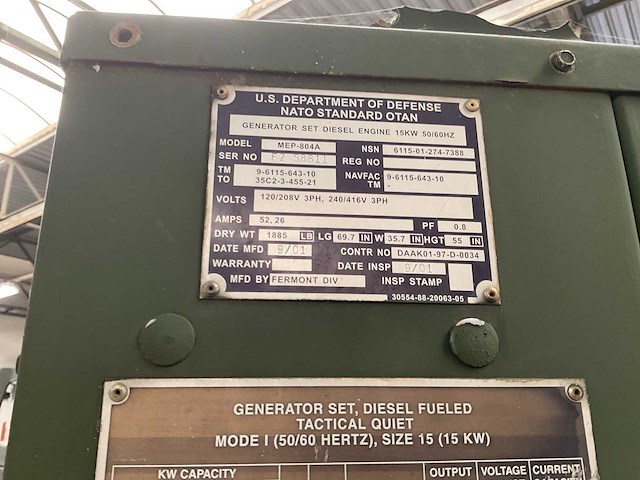 U.S. DEPARTMENT OF DEFENSE
NATO STANDARD OTAN
GENERATOR SET DIESEL ENGINE 15KW 50/60HZ
MODEL MEP-804A NSN 6115-01-274-7388
SER NO FZ 58811 REG NO
TM 9-6115-643-10 NAVFAC 9-6115-643-10
TO 35C2-3-455-21 TM -
VOLTS 120/208V 3PH, 240/416V 3PH
AMPS 52, 26 PF 0.8
DRY WT 1885 LB LG 69.7 IN W 35.7 IN HGT 55 IN
DATE MFD 9/01 CONTR NO DAAK01-97-D-0034
WARRANTY DATE INSP 9/01
MFD BY FERMONT DIV INSP STAMP
30554-88-20063-05
GENERATOR SET, DIESEL FUELED
TACTICAL QUIET
MODE I (50/60 HERTZ), SIZE 15 (15 KW)
KW CAPACITY OUTPUT VOLTAGE CURRENT